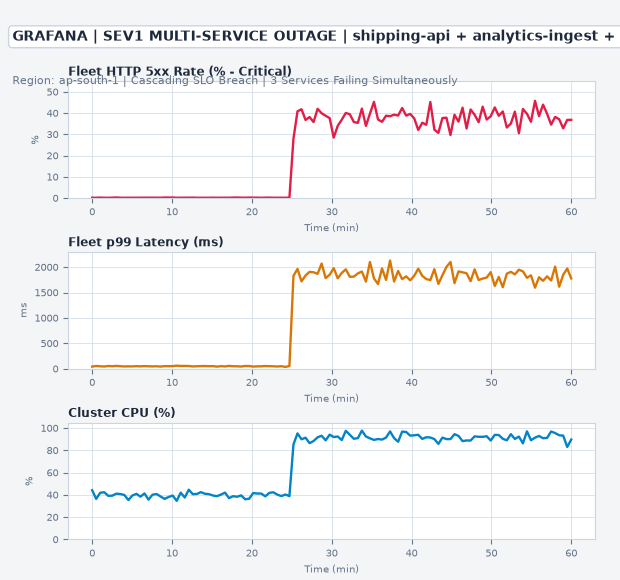 GRAFANA | SEV1 MULTI-SERVICE OUTAGE | shipping-api + analytics-ingest +
Region: ap-south-1 | Cascading SLO Breach | 3 Services Failing Simultaneously
Fleet HTTP 5xx Rate (% - Critical)
50
40
30
20
10
0
%
0 10 20 30 40 50 60
Time (min)
Fleet p99 Latency (ms)
2000
1500
1000
500
0
ms
0 10 20 30 40 50 60
Time (min)
Cluster CPU (%)
100
80
60
40
20
0
%
0 10 20 30 40 50 60
Time (min)